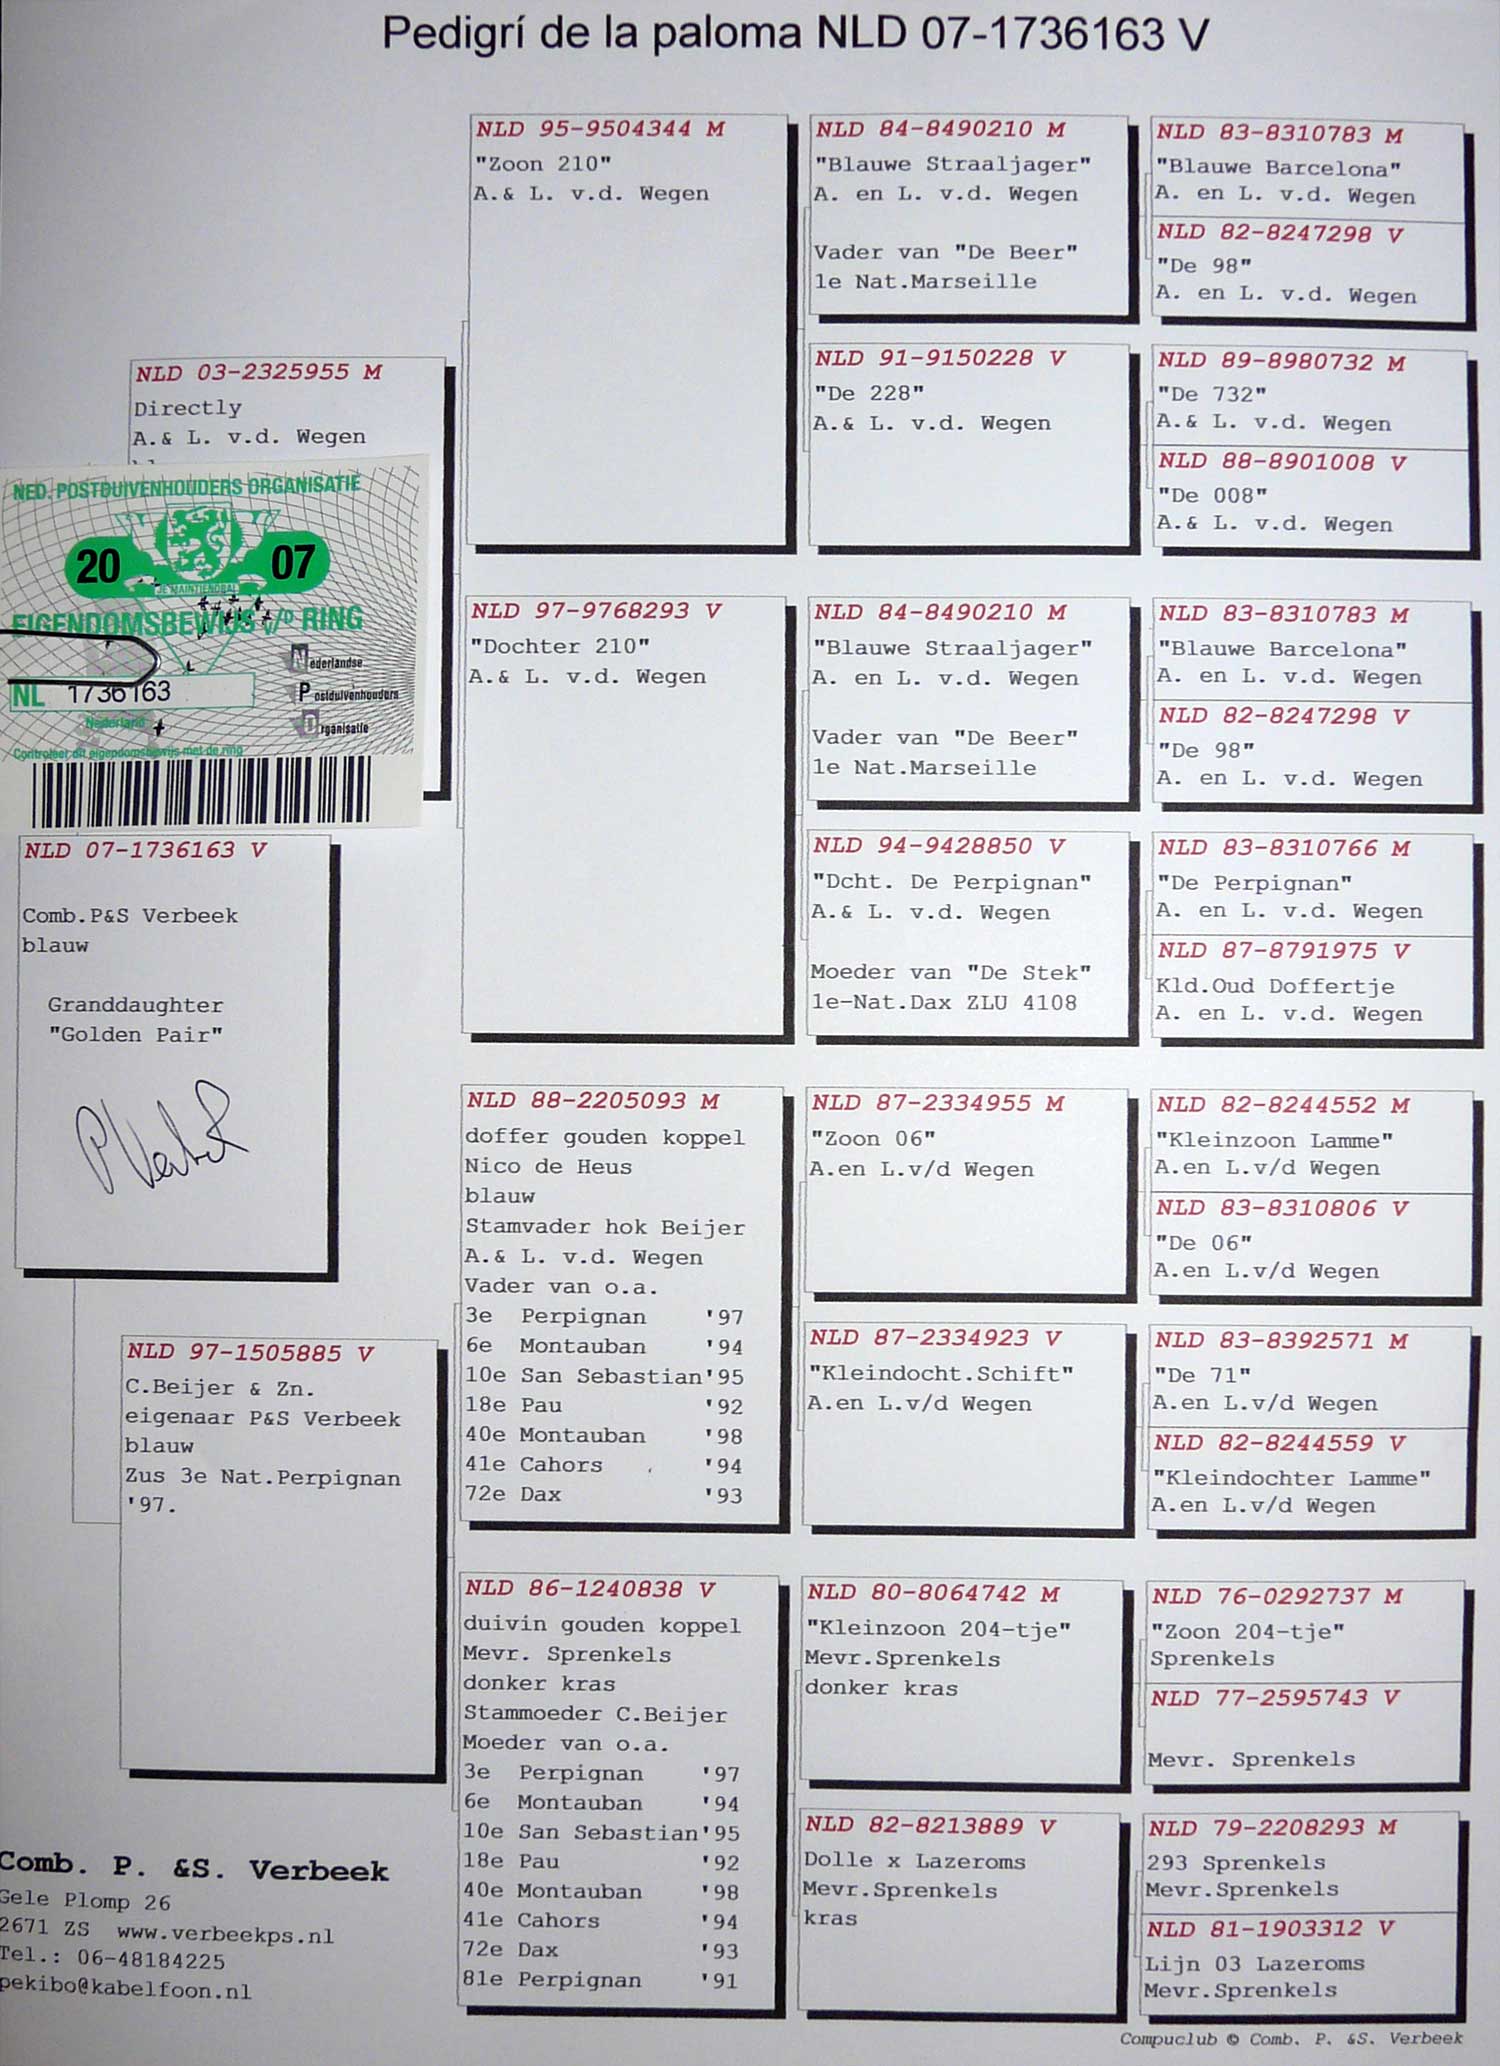 Pedigrí de la paloma NLD 07-1736163 V
NLD 03-2325955 M
Directly
A.& L. v.d. Wegen
NED. POSTDUIVENHOUDERS ORGANISATIE
20 07
JE MAINTIENDRAI
EIGENDOMSBEWIJS v/D RING
Nederlandse
Postduivenhouders
Organisatie
NL 1736163
Nederland
Controleer dit eigendomsbewijs met de ring
NLD 07-1736163 V
Comb.P&S Verbeek
blauw
Granddaughter
"Golden Pair"
NLD 97-1505885 V
C.Beijer & Zn.
eigenaar P&S Verbeek
blauw
Zus 3e Nat.Perpignan
'97.
Comb. P. &S. Verbeek
Gele Plomp 26
2671 ZS www.verbeekps.nl
Tel.: 06-48184225
pekibo@kabelfoon.nl
NLD 95-9504344 M
"Zoon 210"
A.& L. v.d. Wegen
NLD 97-9768293 V
"Dochter 210"
A.& L. v.d. Wegen
NLD 88-2205093 M
doffer gouden koppel
Nico de Heus
blauw
Stamvader hok Beijer
A.& L. v.d. Wegen
Vader van o.a.
3e Perpignan '97
6e Montauban '94
10e San Sebastian'95
18e Pau '92
40e Montauban '98
41e Cahors '94
72e Dax '93
NLD 86-1240838 V
duivin gouden koppel
Mevr. Sprenkels
donker kras
Stammoeder C.Beijer
Moeder van o.a.
3e Perpignan '97
6e Montauban '94
10e San Sebastian'95
18e Pau '92
40e Montauban '98
41e Cahors '94
72e Dax '93
81e Perpignan '91
NLD 84-8490210 M
"Blauwe Straaljager"
A. en L. v.d. Wegen
Vader van "De Beer"
1e Nat.Marseille
NLD 91-9150228 V
"De 228"
A.& L. v.d. Wegen
NLD 84-8490210 M
"Blauwe Straaljager"
A. en L. v.d. Wegen
Vader van "De Beer"
1e Nat.Marseille
NLD 94-9428850 V
"Dcht. De Perpignan"
A.& L. v.d. Wegen
Moeder van "De Stek"
1e-Nat.Dax ZLU 4108
NLD 87-2334955 M
"Zoon 06"
A.en L.v/d Wegen
NLD 87-2334923 V
"Kleindocht.Schift"
A.en L.v/d Wegen
NLD 80-8064742 M
"Kleinzoon 204-tje"
Mevr.Sprenkels
donker kras
NLD 82-8213889 V
Dolle x Lazeroms
Mevr.Sprenkels
kras
NLD 83-8310783 M
"Blauwe Barcelona"
A. en L. v.d. Wegen
NLD 82-8247298 V
"De 98"
A. en L. v.d. Wegen
NLD 89-8980732 M
"De 732"
A.& L. v.d. Wegen
NLD 88-8901008 V
"De 008"
A.& L. v.d. Wegen
NLD 83-8310783 M
"Blauwe Barcelona"
A. en L. v.d. Wegen
NLD 82-8247298 V
"De 98"
A. en L. v.d. Wegen
NLD 83-8310766 M
"De Perpignan"
A. en L. v.d. Wegen
NLD 87-8791975 V
Kld.Oud Doffertje
A. en L. v.d. Wegen
NLD 82-8244552 M
"Kleinzoon Lamme"
A.en L.v/d Wegen
NLD 83-8310806 V
"De 06"
A.en L.v/d Wegen
NLD 83-8392571 M
"De 71"
A.en L.v/d Wegen
NLD 82-8244559 V
"Kleindochter Lamme"
A.en L.v/d Wegen
NLD 76-0292737 M
"Zoon 204-tje"
Sprenkels
NLD 77-2595743 V
Mevr. Sprenkels
NLD 79-2208293 M
293 Sprenkels
Mevr.Sprenkels
NLD 81-1903312 V
Lijn 03 Lazeroms
Mevr.Sprenkels
Compuclub © Comb. P. &S. Verbeek